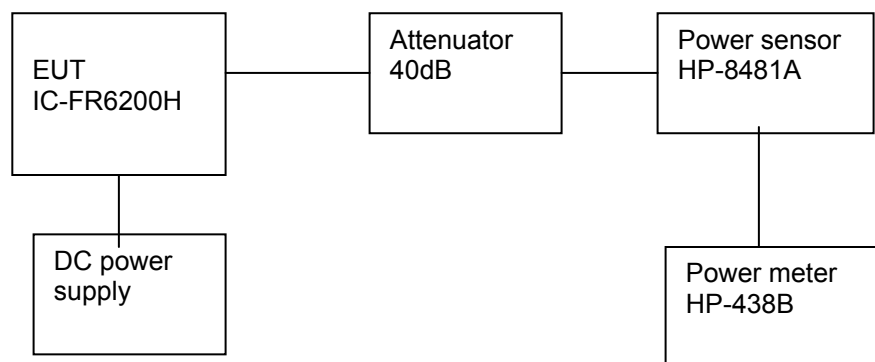 EUT
IC-FR6200H
Attenuator
40dB
Power sensor
HP-8481A
DC power
supply
Power meter
HP-438B